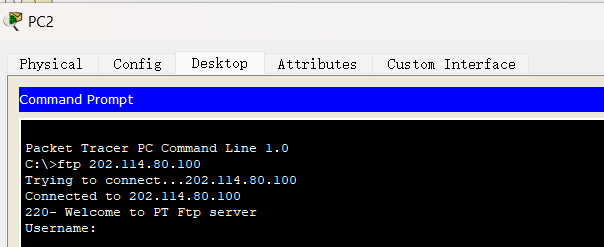 PC2
Physical Config Desktop Attributes Custom Interface
Command Prompt
Packet Tracer PC Command Line 1.0
C:\>ftp 202.114.80.100
Trying to connect...202.114.80.100
Connected to 202.114.80.100
220- Welcome to PT Ftp server
Username: